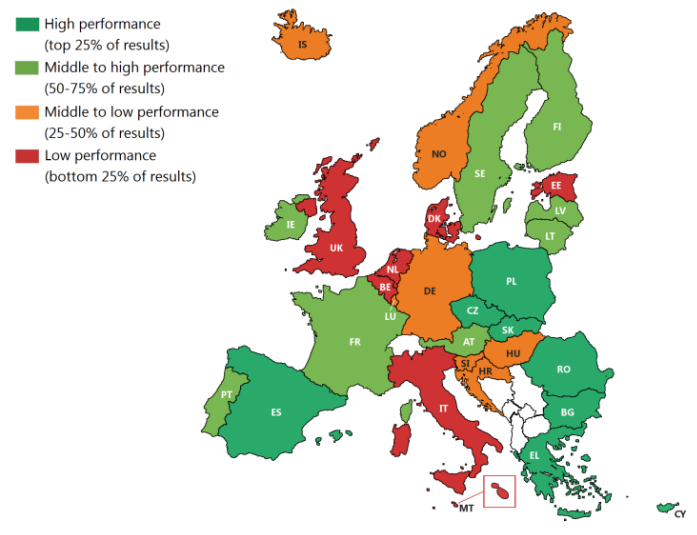 High performance
(top 25% of results)
Middle to high performance
(50-75% of results)
Middle to low performance
(25-50% of results)
Low performance
(bottom 25% of results)
IS
FI
NO
SE
EE
LV
LT
DK
IE
UK
NL
BE
LU
DE
PL
CZ
SK
AT
HU
FR
SI
HR
RO
BG
PT
ES
IT
EL
MT
CY